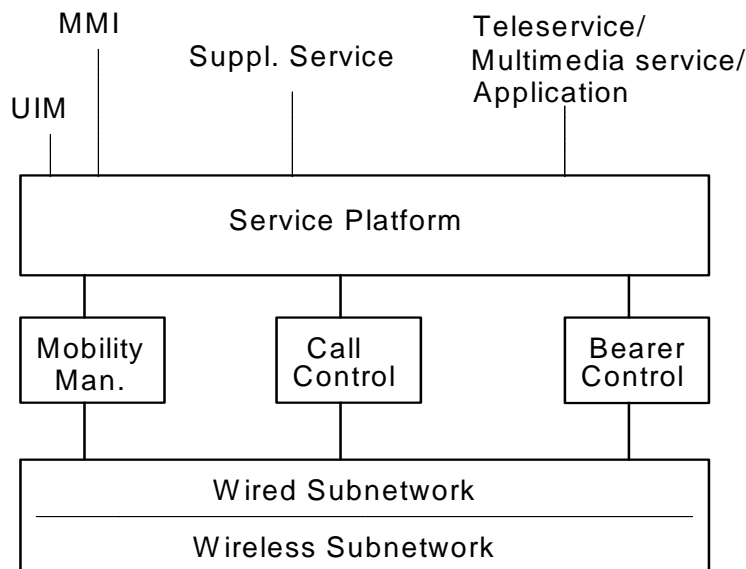 MMI
Teleservice/
Suppl. Service
Multimedia service/
Application
UIM
Service Platform
Mobility
Man.
Call
Control
Bearer
Control
Wired Subnetwork
Wireless Subnetwork